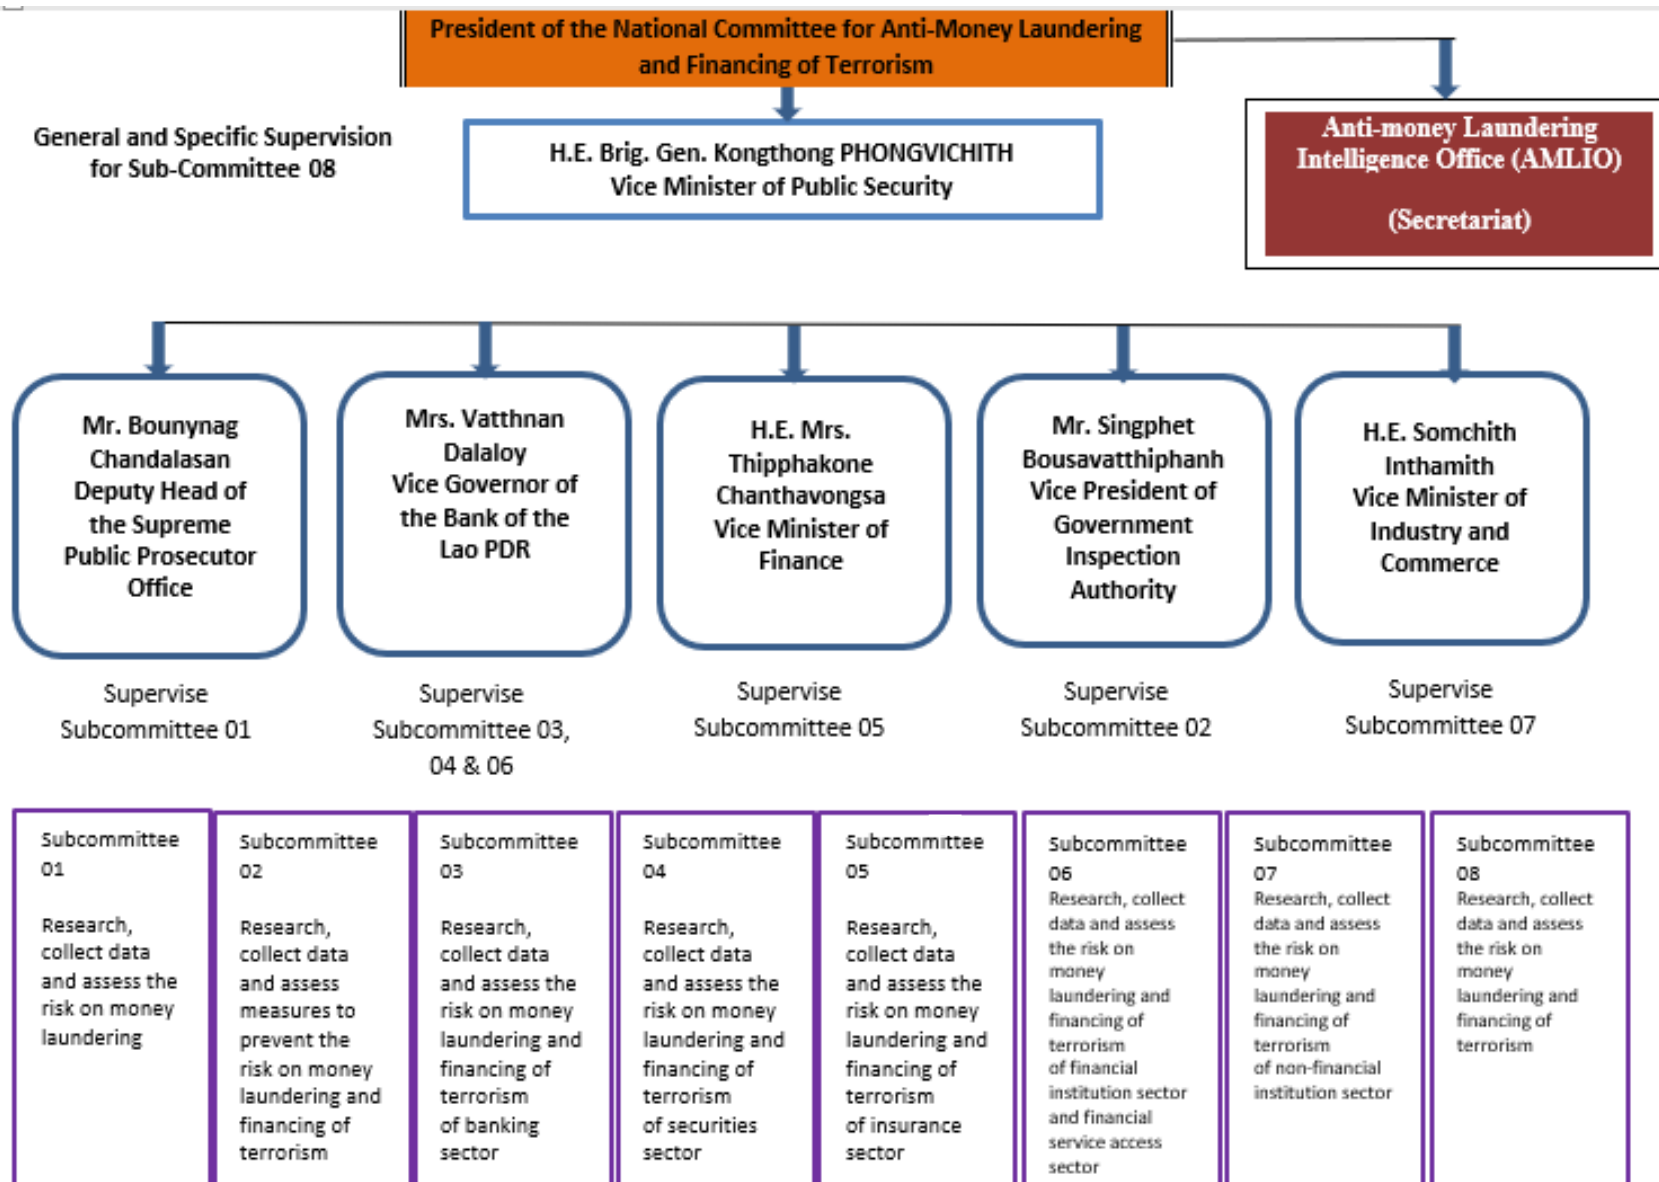 President of the National Committee for Anti-Money Laundering
and Financing of Terrorism
General and Specific Supervision
for Sub-Committee 08
H.E. Brig. Gen. Kongthong PHONGVICHITH
Vice Minister of Public Security
Anti-money Laundering
Intelligence Office (AMLIO)
(Secretariat)
Mr. Bounynag
Chandalasan
Deputy Head of
the Supreme
Public Prosecutor
Office
Mrs. Vatthnan
Dalaloy
Vice Governor of
the Bank of the
Lao PDR
H.E. Mrs.
Thipphakone
Chanthavongsa
Vice Minister of
Finance
Mr. Singphet
Bousavatthiphanh
Vice President of
Government
Inspection
Authority
H.E. Somchith
Inthamith
Vice Minister of
Industry and
Commerce
Supervise
Subcommittee 01
Supervise
Subcommittee 03,
04 & 06
Supervise
Subcommittee 05
Supervise
Subcommittee 02
Supervise
Subcommittee 07
Subcommittee
01
Research,
collect data
and assess the
risk on money
laundering
Subcommittee
02
Research,
collect data
and assess
measures to
prevent the
risk on money
laundering and
financing of
terrorism
Subcommittee
03
Research,
collect data
and assess the
risk on money
laundering and
financing of
terrorism
of banking
sector
Subcommittee
04
Research,
collect data
and assess the
risk on money
laundering and
financing of
terrorism
of securities
sector
Subcommittee
05
Research,
collect data
and assess the
risk on money
laundering and
financing of
terrorism
of insurance
sector
Subcommittee
06
Research, collect
data and assess
the risk on
money
laundering and
financing of
terrorism
of financial
institution sector
and financial
service access
sector
Subcommittee
07
Research, collect
data and assess
the risk on
money
laundering and
financing of
terrorism
of non-financial
institution sector
Subcommittee
08
Research, collect
data and assess
the risk on
money
laundering and
financing of
terrorism